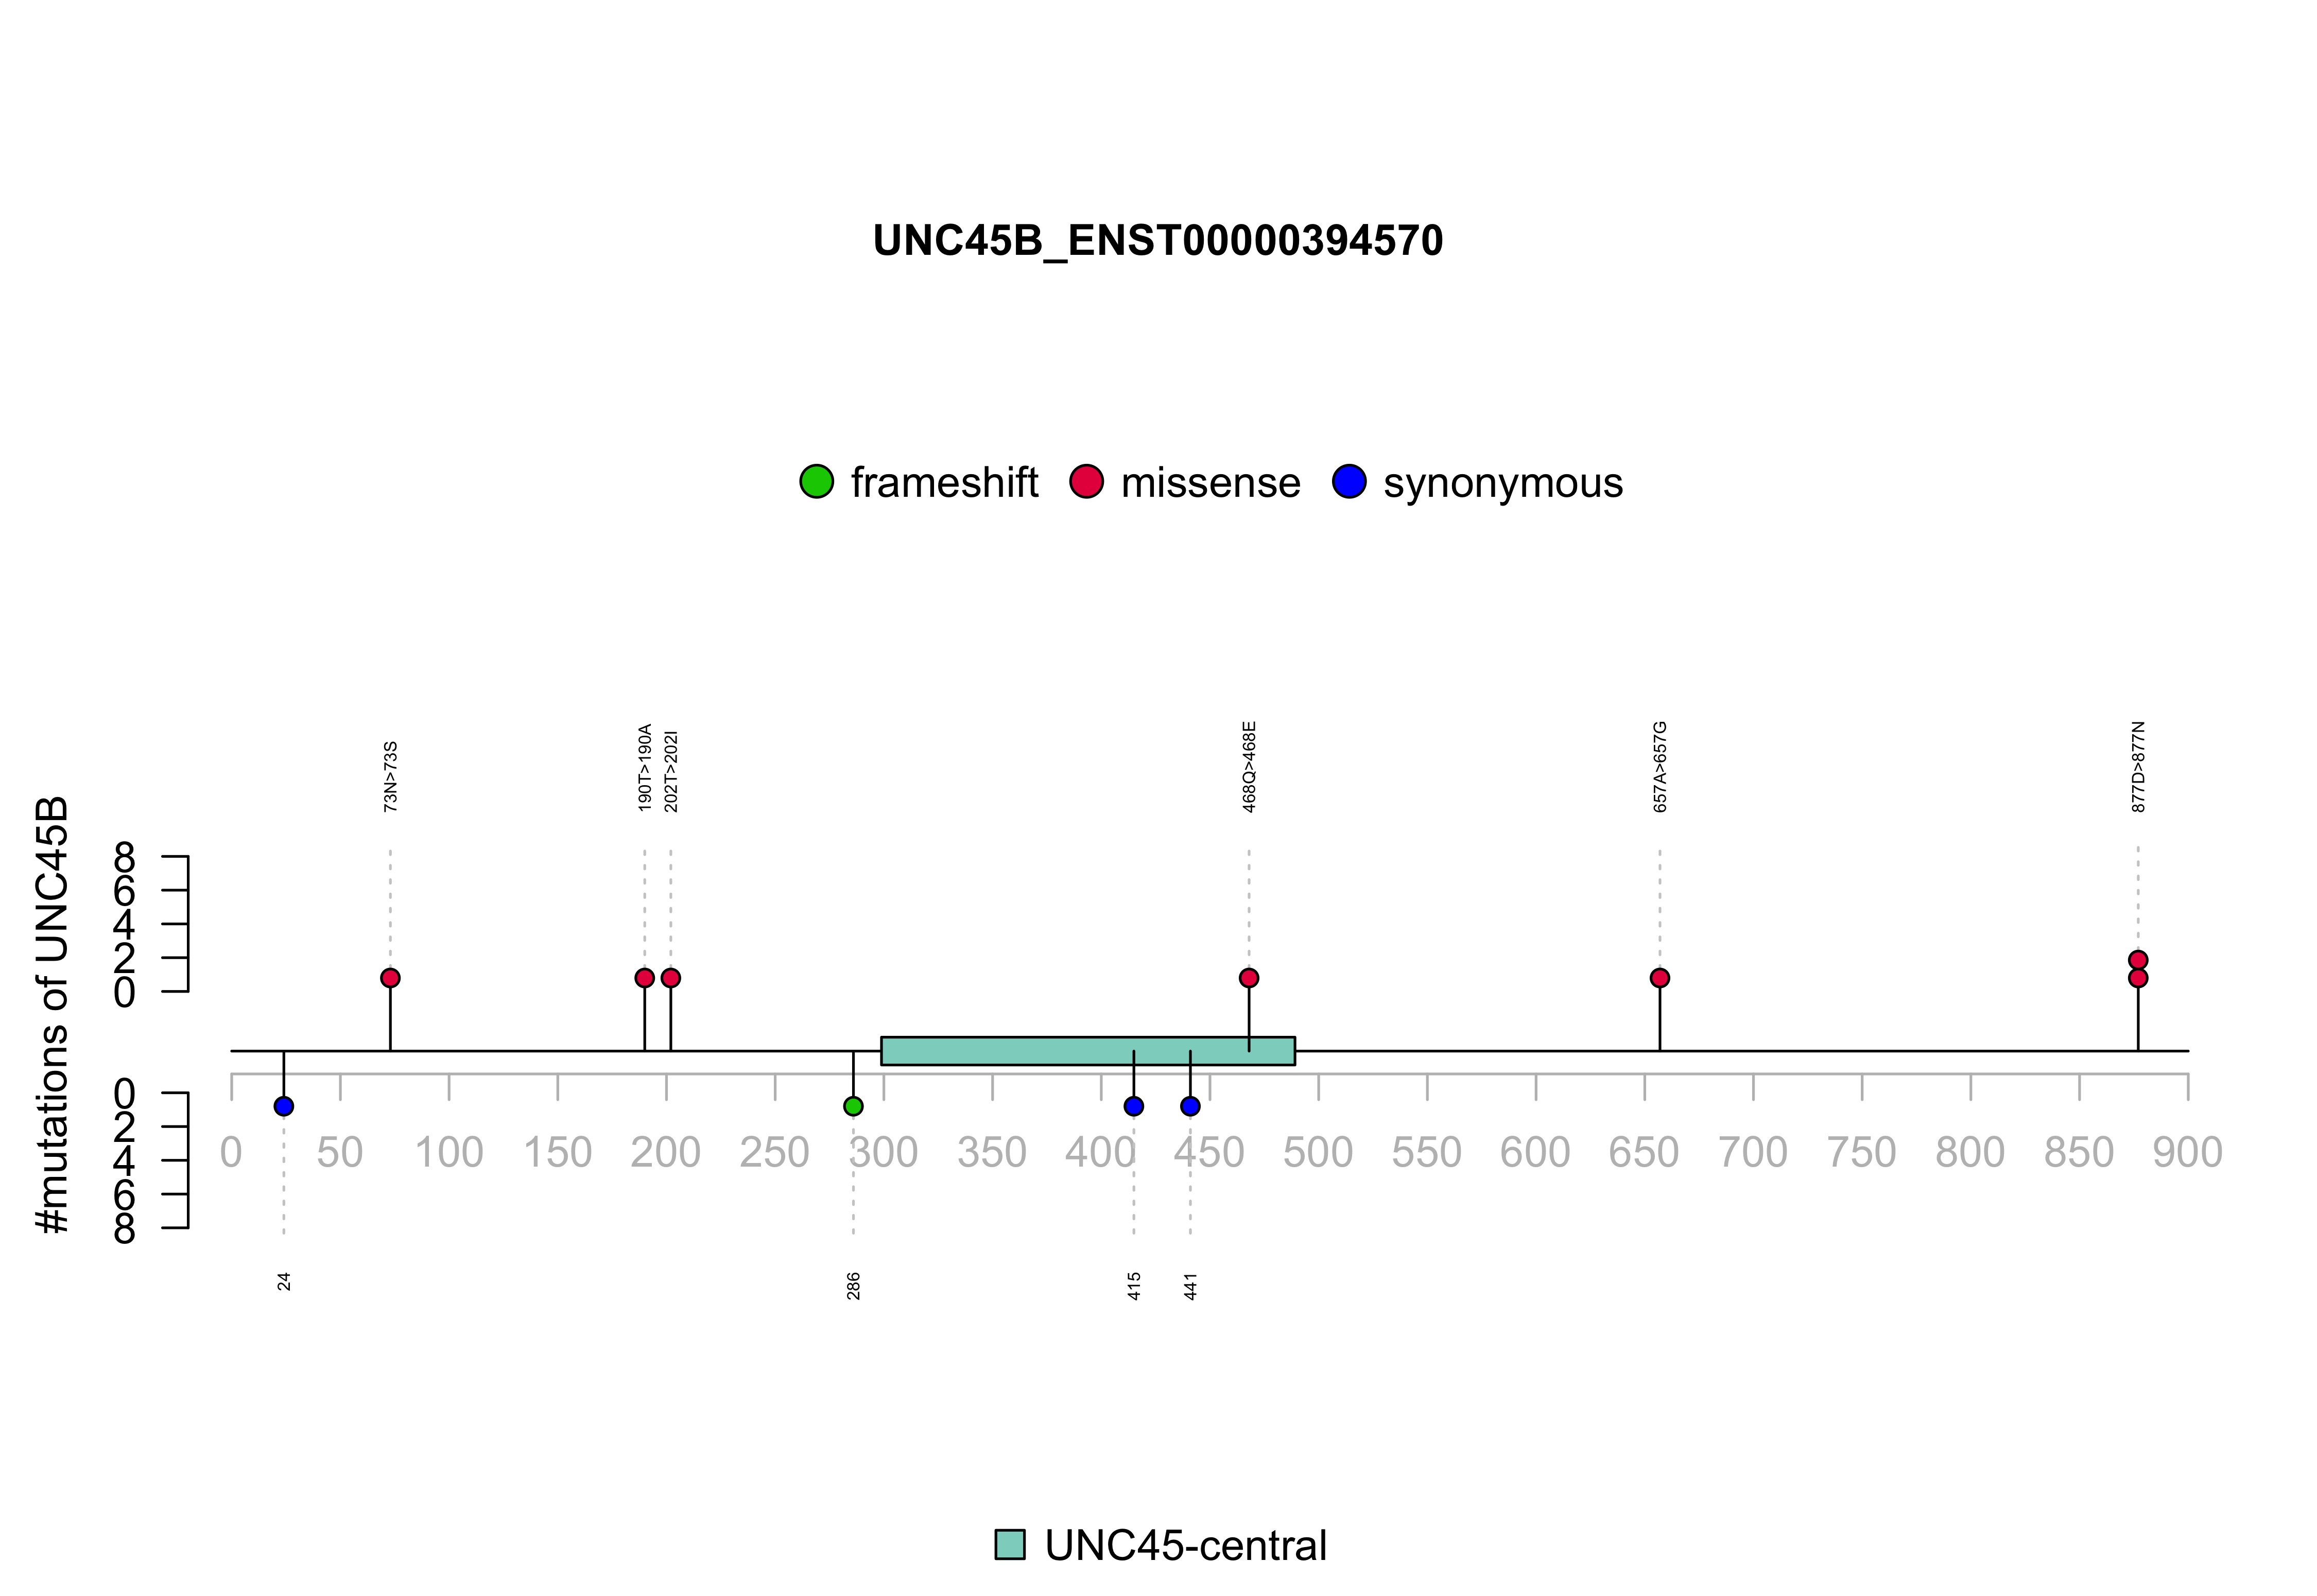 UNC45B_ENST00000394570
frameshift missense synonymous
73N>73S
190T>190A
202T>202I
468Q>468E
657A>657G
877D>877N
#mutations of UNC45B
8
6
4
2
0
0
2
4
6
8
0 50 100 150 200 250 300 350 400 450 500 550 600 650 700 750 800 850 900
24
286
415
441
UNC45-central